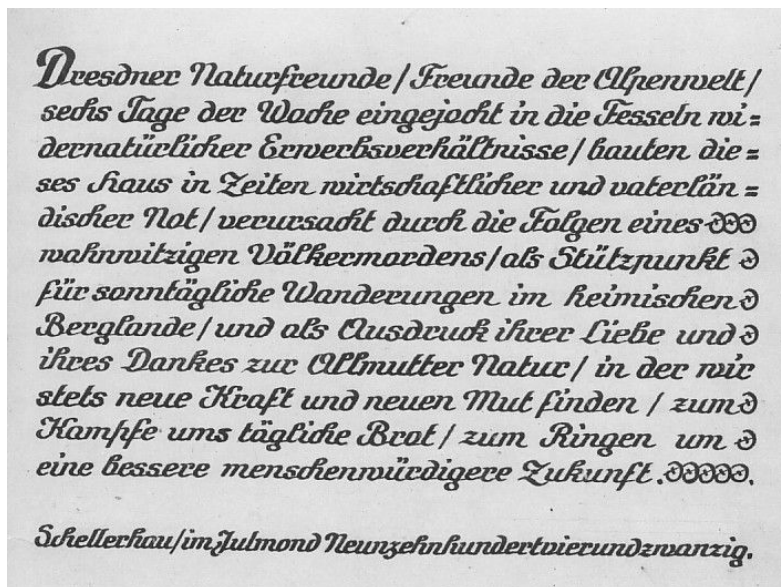 Dresdner Naturfreunde/Freunde der Alpenwelt/
sechs Tage der Woche eingejocht in die Fesseln wi=
dernatürlicher Erwerbsverhältnisse/bauten die=
ses Haus in Zeiten wirtschaftlicher und vaterlän=
discher Not/verursacht durch die Folgen eines
wahnwitzigen Völkermordens/als Stützpunkt
für sonntägliche Wanderungen im heimischen
Berglande/und als Ausdruck ihrer Liebe und
ihres Dankes zur Allmutter Natur/in der wir
stets neue Kraft und neuen Mut finden/zum
Kampfe ums tägliche Brot/zum Ringen um
eine bessere menschenwürdigere Zukunft.
Schellerhau/im Julmond Neunzehnhundertvierundzwanzig.